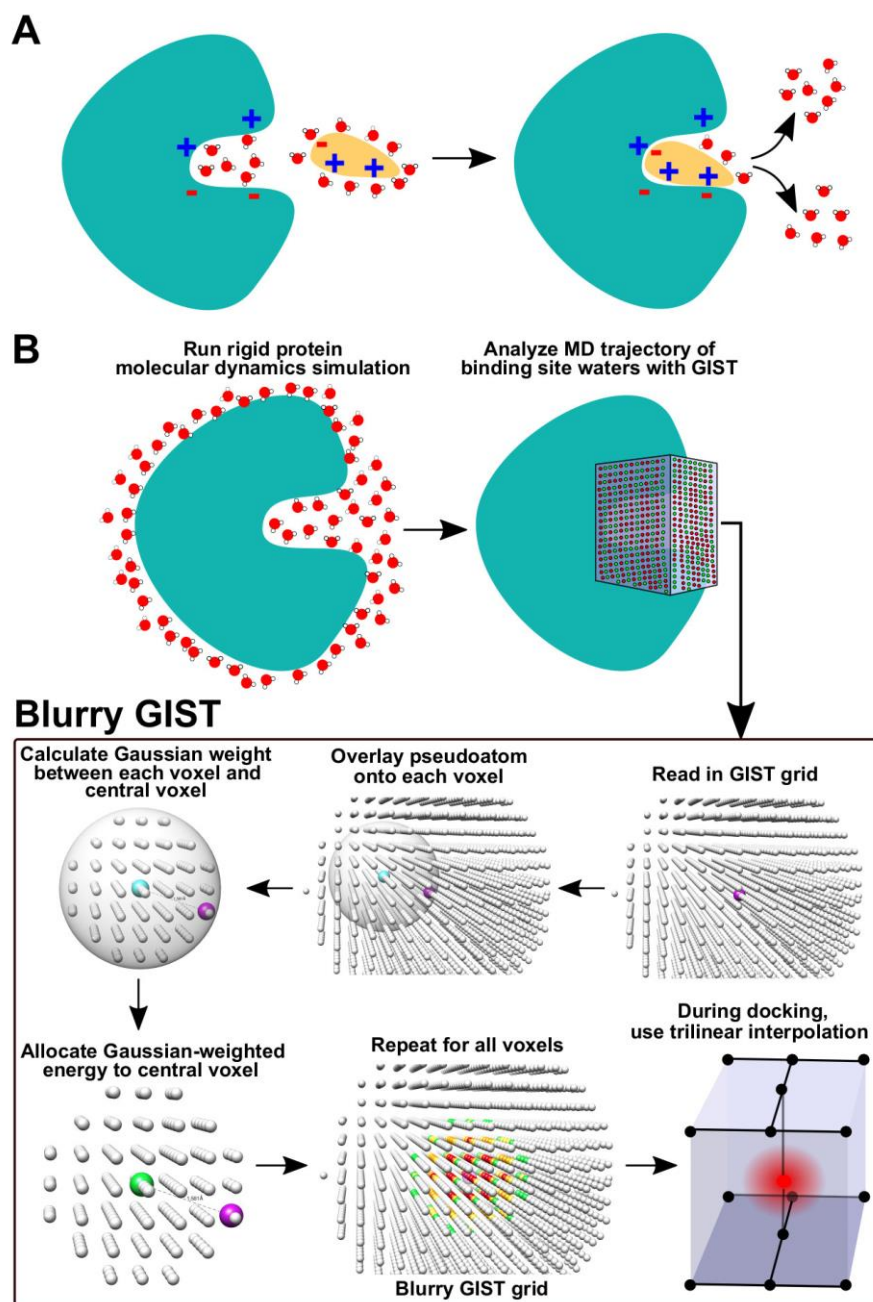 A
B
Run rigid protein
molecular dynamics simulation
Analyze MD trajectory of
binding site waters with GIST
Blurry GIST
Calculate Gaussian weight
between each voxel and
central voxel
Overlay pseudoatom
onto each voxel
Read in GIST grid
Allocate Gaussian-weighted
energy to central voxel
Repeat for all voxels
Blurry GIST grid
During docking,
use trilinear interpolation